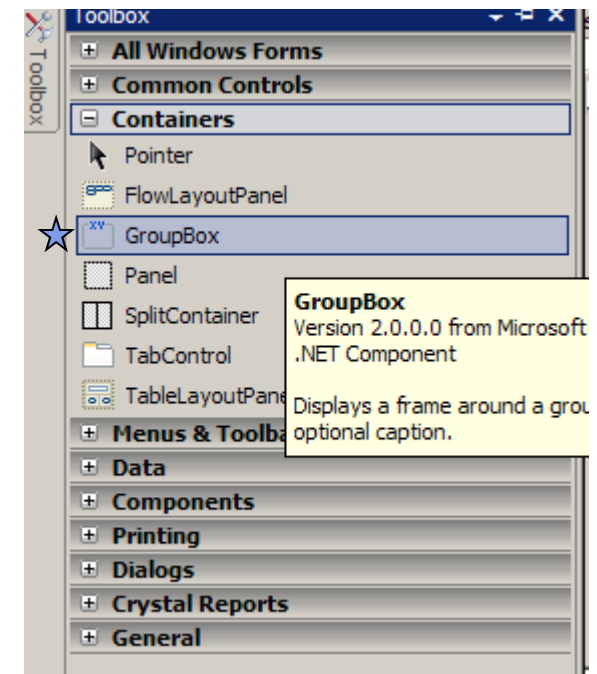 Toolbox
Toolbox
All Windows Forms
Common Controls
Containers
Pointer
FlowLayoutPanel
XY
GroupBox
Panel
SplitContainer
TabControl
TableLayoutPane
GroupBox
Version 2.0.0.0 from Microsoft
.NET Component
Displays a frame around a grou
optional caption.
Menus & Toolba
Data
Components
Printing
Dialogs
Crystal Reports
General